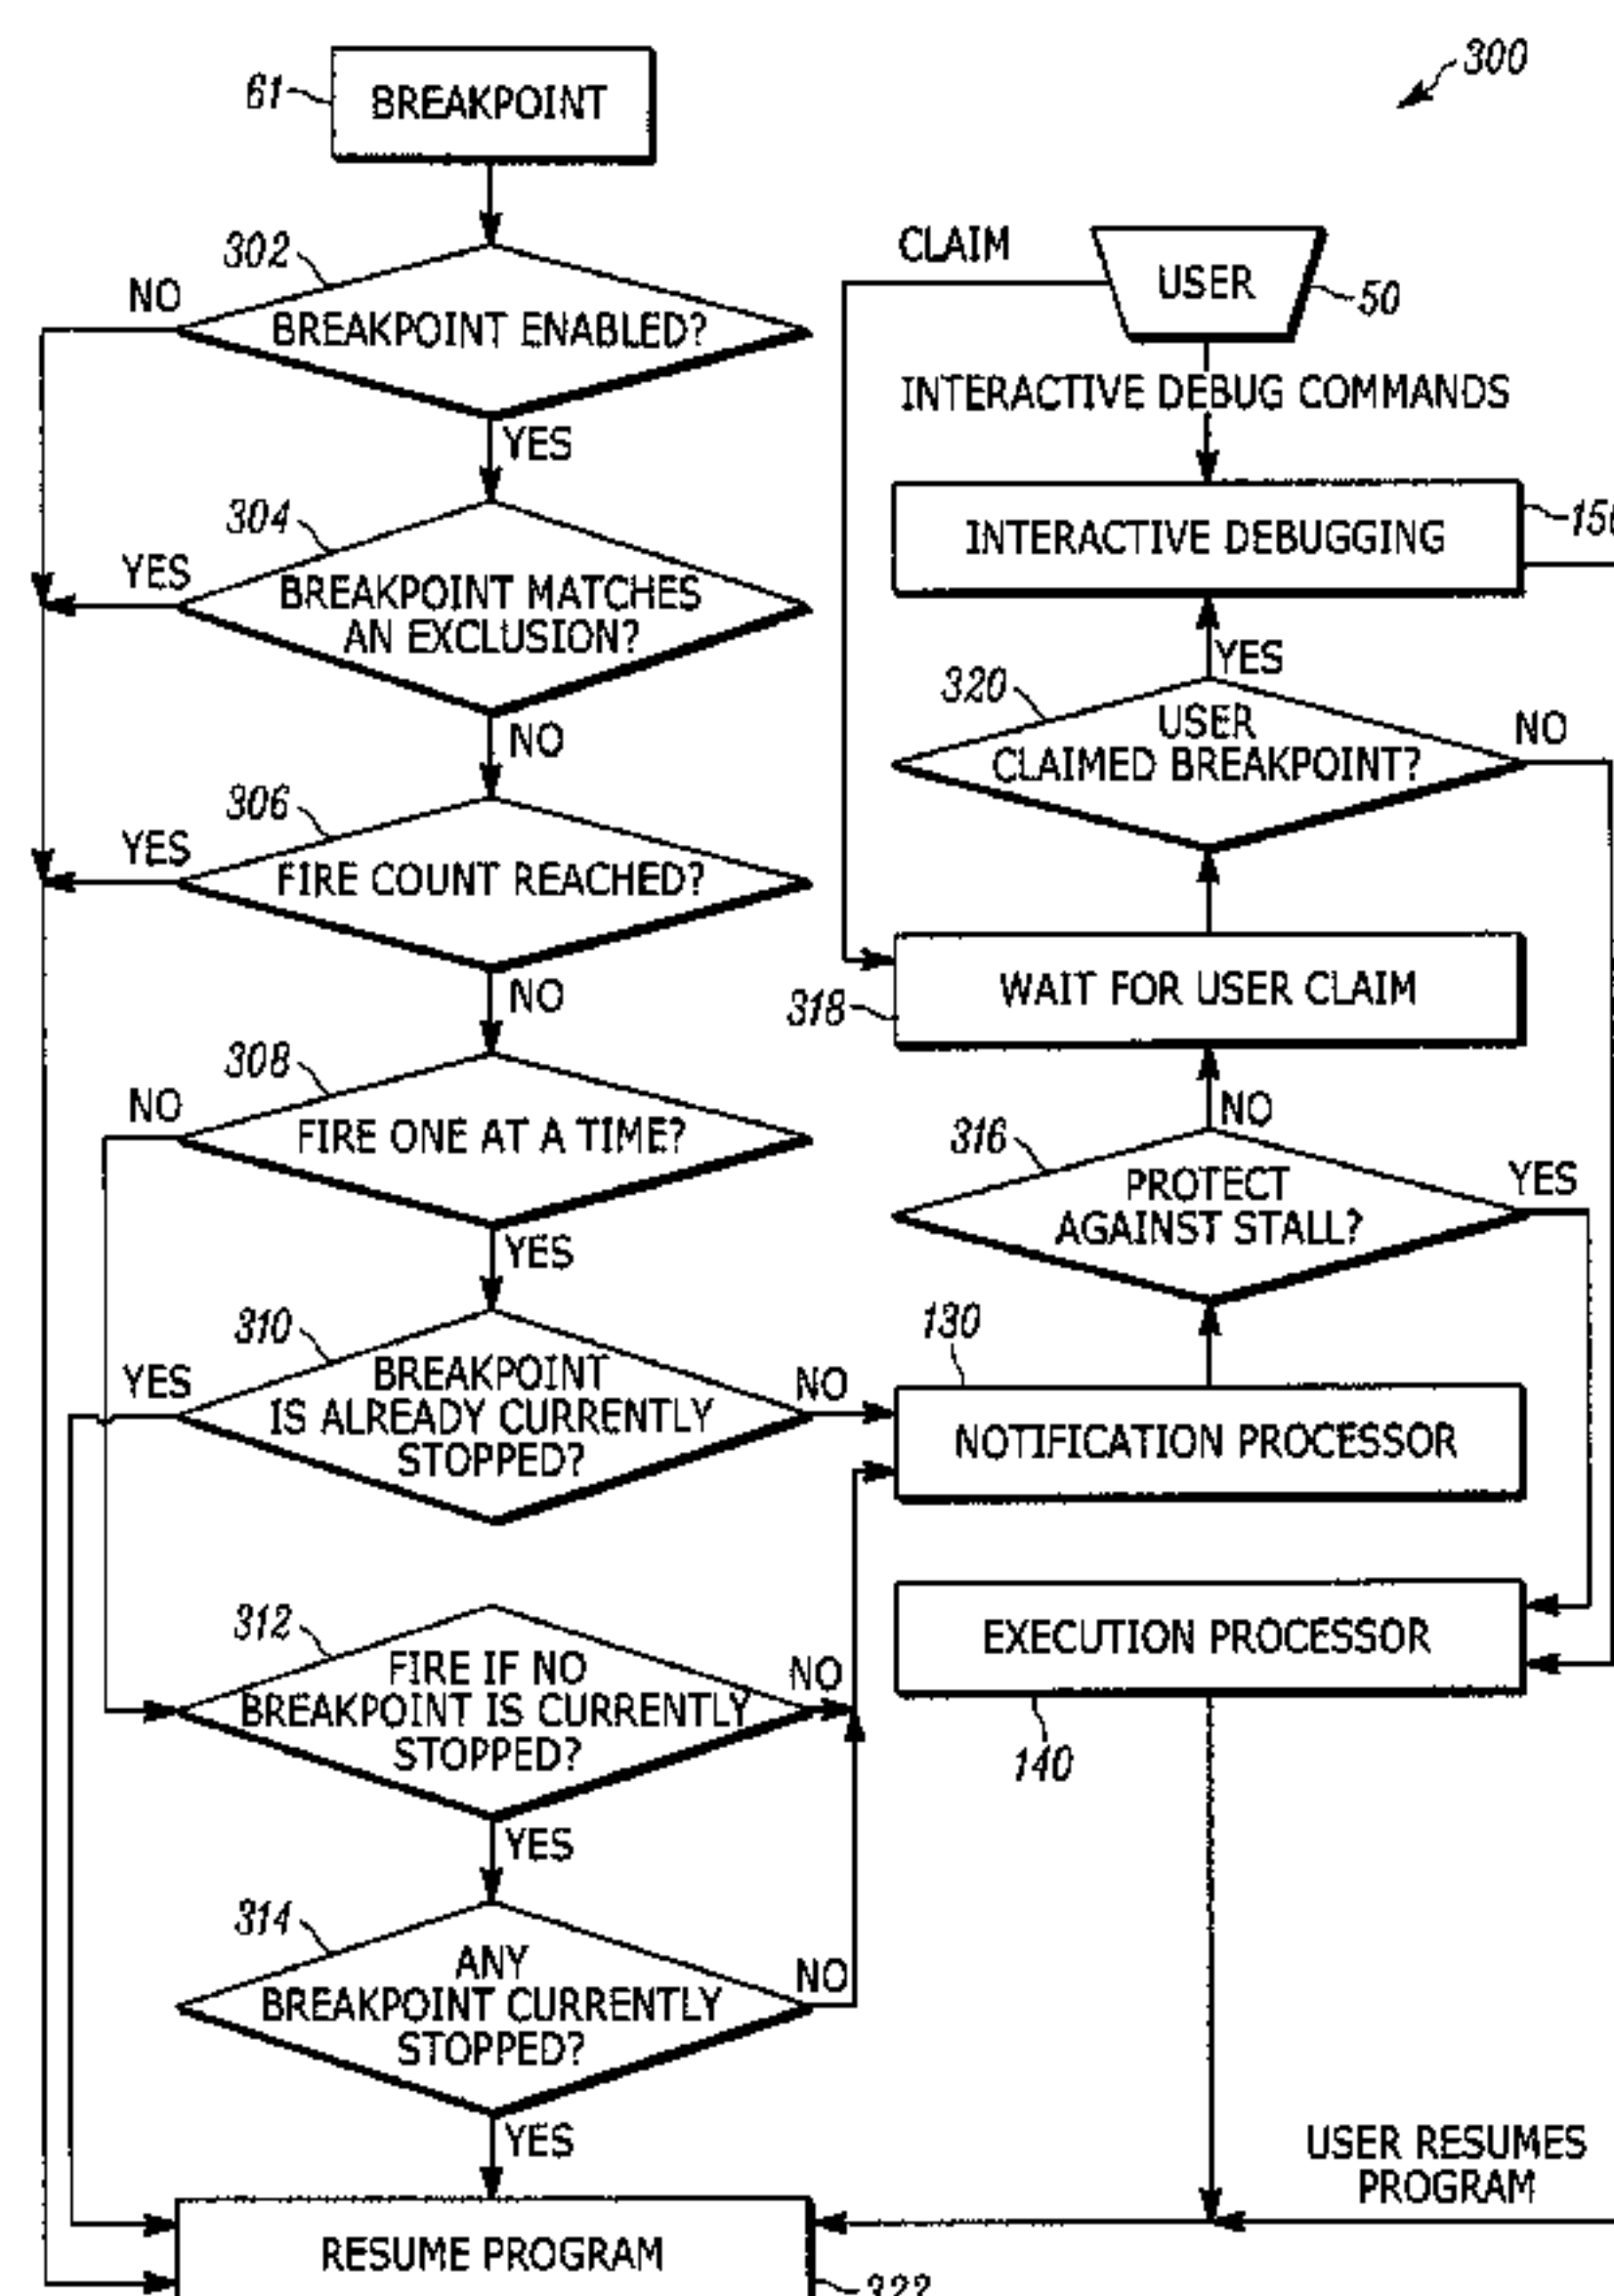 300
61
BREAKPOINT
302
NO
BREAKPOINT ENABLED?
YES
304
YES
BREAKPOINT MATCHES
AN EXCLUSION?
NO
306
YES
FIRE COUNT REACHED?
NO
308
NO
FIRE ONE AT A TIME?
YES
310
YES
BREAKPOINT
IS ALREADY CURRENTLY
STOPPED?
NO
312
FIRE IF NO
BREAKPOINT IS CURRENTLY
STOPPED?
NO
YES
314
ANY
BREAKPOINT CURRENTLY
STOPPED?
NO
YES
RESUME PROGRAM
322
CLAIM
USER
50
INTERACTIVE DEBUG COMMANDS
INTERACTIVE DEBUGGING
YES
320
USER
CLAIMED BREAKPOINT?
NO
WAIT FOR USER CLAIM
318
NO
316
PROTECT
AGAINST STALL?
YES
130
NOTIFICATION PROCESSOR
EXECUTION PROCESSOR
140
USER RESUMES
PROGRAM